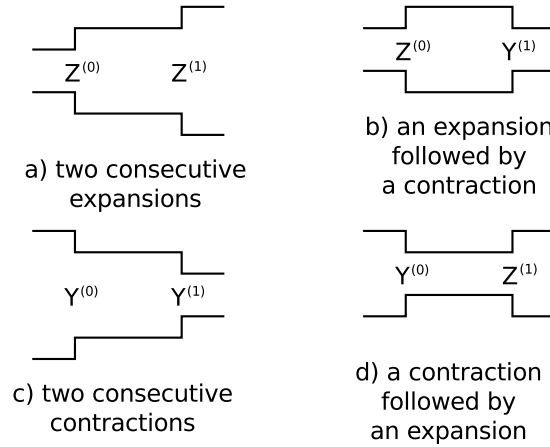 Z(0) Z(1)
a) two consecutive
expansions
Z(0) Y(1)
b) an expansion
followed by
a contraction
Y(0) Y(1)
c) two consecutive
contractions
Y(0) Z(1)
d) a contraction
followed by
an expansion